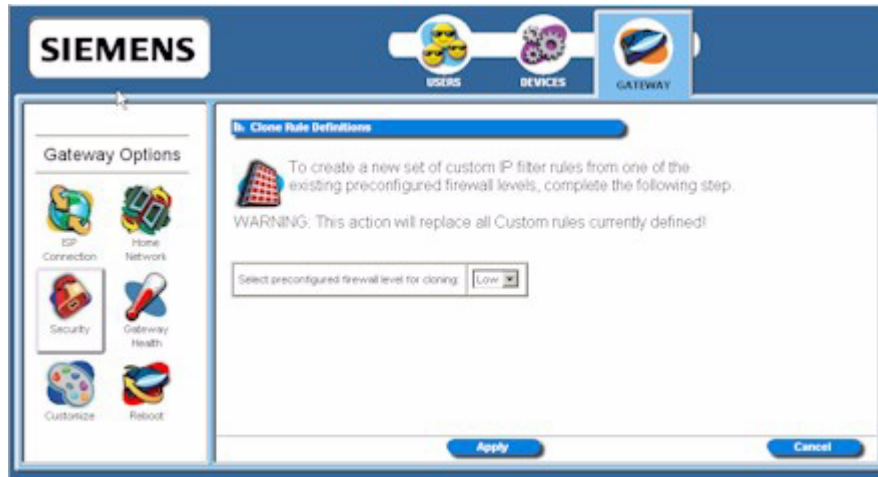 SIEMENS
USERS
DEVICES
GATEWAY
Gateway Options
ISP Connection
Home Network
Security
Gateway Health
Customize
Reboot
Clone Rule Definitions
To create a new set of custom IP filter rules from one of the
existing preconfigured firewall levels, complete the following step.
WARNING: This action will replace all Custom rules currently defined!
Select preconfigured firewall level for cloning: Low
Apply
Cancel